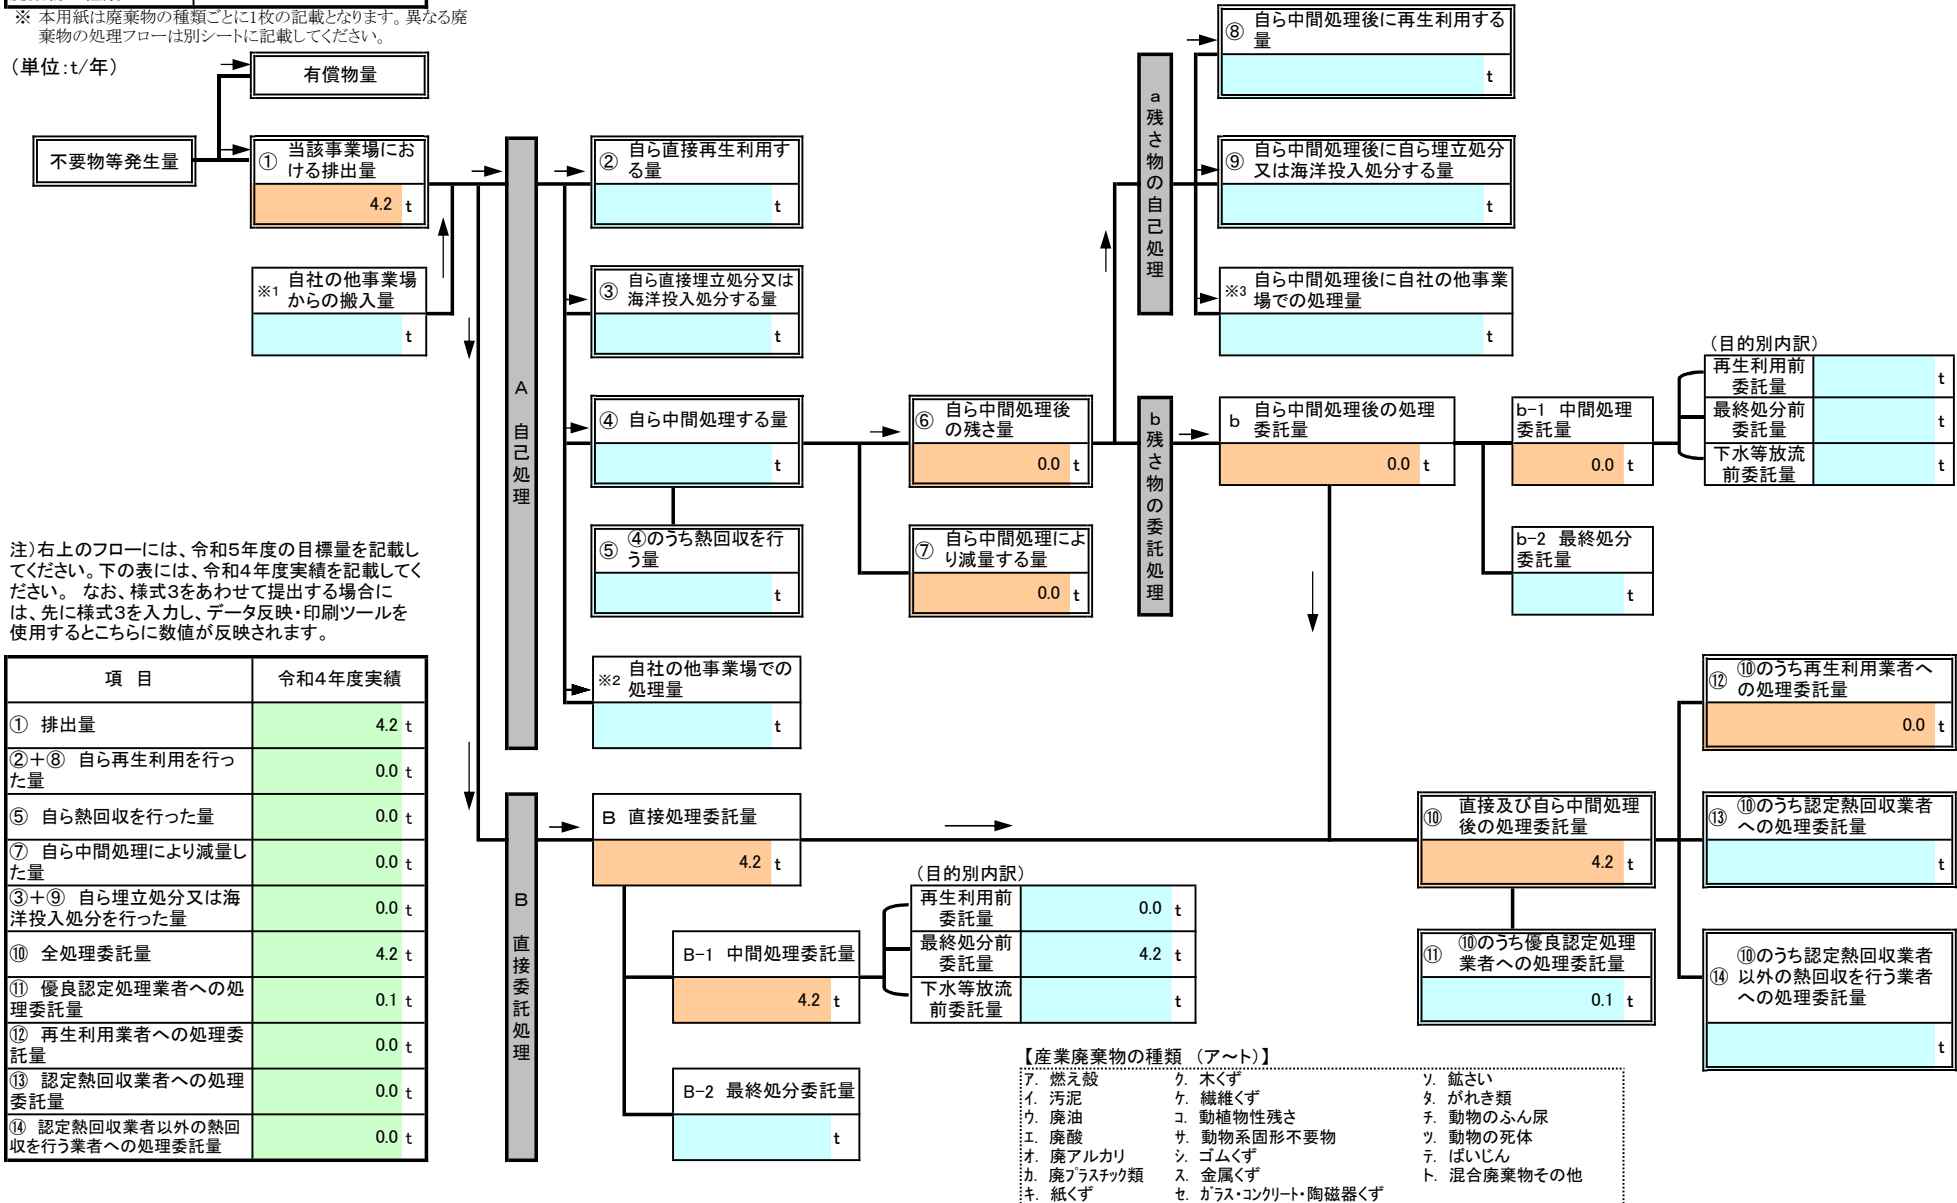 ※ 本用紙は廃棄物の種類ごとに1枚の記載となります。異なる廃
棄物の処理フローは別シートに記載してください。
(単位:t/年)
有償物量
不要物等発生量
① 当該事業場にお
ける排出量
4.2 t
※1 自社の他事業場
からの搬入量
t
A 自己処理
② 自ら直接再生利用す
る量
t
③ 自ら直接埋立処分又は
海洋投入処分する量
t
④ 自ら中間処理する量
t
⑤ ④のうち熱回収を行
う量
t
※2 自社の他事業場での
処理量
t
⑥ 自ら中間処理後
の残さ量
0.0 t
⑦ 自ら中間処理によ
り減量する量
0.0 t
a 残さ物の自己処理
⑧ 自ら中間処理後に再生利用する
量
t
⑨ 自ら中間処理後に自ら埋立処分
又は海洋投入処分する量
t
※3 自ら中間処理後に自社の他事業
場での処理量
t
b 残さ物の委託処理
b 自ら中間処理後の処理
委託量
0.0 t
b-1 中間処理
委託量
0.0 t
(目的別内訳)
再生利用前
委託量
t
最終処分前
委託量
t
下水等放流
前委託量
t
b-2 最終処分
委託量
t
注)右上のフローには、令和5年度の目標量を記載し
てください。下の表には、令和4年度実績を記載してく
ださい。 なお、様式3をあわせて提出する場合に
は、先に様式3を入力し、データ反映・印刷ツールを
使用するとこちらに数値が反映されます。
項 目 令和4年度実績
① 排出量 4.2 t
②+⑧ 自ら再生利用を行っ
た量 0.0 t
⑤ 自ら熱回収を行った量 0.0 t
⑦ 自ら中間処理により減量し
た量 0.0 t
③+⑨ 自ら埋立処分又は海
洋投入処分を行った量 0.0 t
⑩ 全処理委託量 4.2 t
⑪ 優良認定処理業者への処
理委託量 0.1 t
⑫ 再生利用業者への処理委
託量 0.0 t
⑬ 認定熱回収業者への処理
委託量 0.0 t
⑭ 認定熱回収業者以外の熱回
収を行う業者への処理委託量 0.0 t
B 直接委託処理
B 直接処理委託量
4.2 t
B-1 中間処理委託量
4.2 t
B-2 最終処分委託量
t
(目的別内訳)
再生利用前
委託量
0.0 t
最終処分前
委託量
4.2 t
下水等放流
前委託量
t
⑩ 直接及び自ら中間処理
後の処理委託量
4.2 t
⑪ ⑩のうち優良認定処理
業者への処理委託量
0.1 t
⑫ ⑩のうち再生利用業者へ
の処理委託量
0.0 t
⑬ ⑩のうち認定熱回収業者
への処理委託量
t
⑭ ⑩のうち認定熱回収業者
以外の熱回収を行う業者
への処理委託量
t
【産業廃棄物の種類 (ア~ト)】
ア. 燃え殻 ク. 木くず ソ. 鉱さい
イ. 汚泥 ケ. 繊維くず タ. がれき類
ウ. 廃油 コ. 動植物性残さ チ. 動物のふん尿
エ. 廃酸 サ. 動物系固形不要物 ツ. 動物の死体
オ. 廃アルカリ シ. ゴムくず テ. ばいじん
カ. 廃プラスチック類 ス. 金属くず ト. 混合廃棄物その他
キ. 紙くず セ. ガラス・コンクリート・陶磁器くず